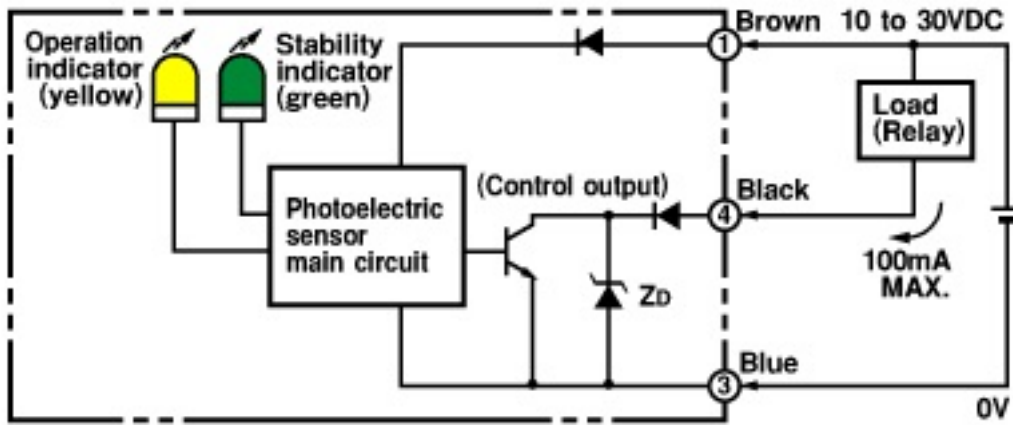 Operation
indicator
(yellow)
Stability
indicator
(green)
1
Brown
10 to 30VDC
Load
(Relay)
Photoelectric
sensor
main circuit
(Control output)
4
Black
100mA
MAX.
ZD
3
Blue
0V